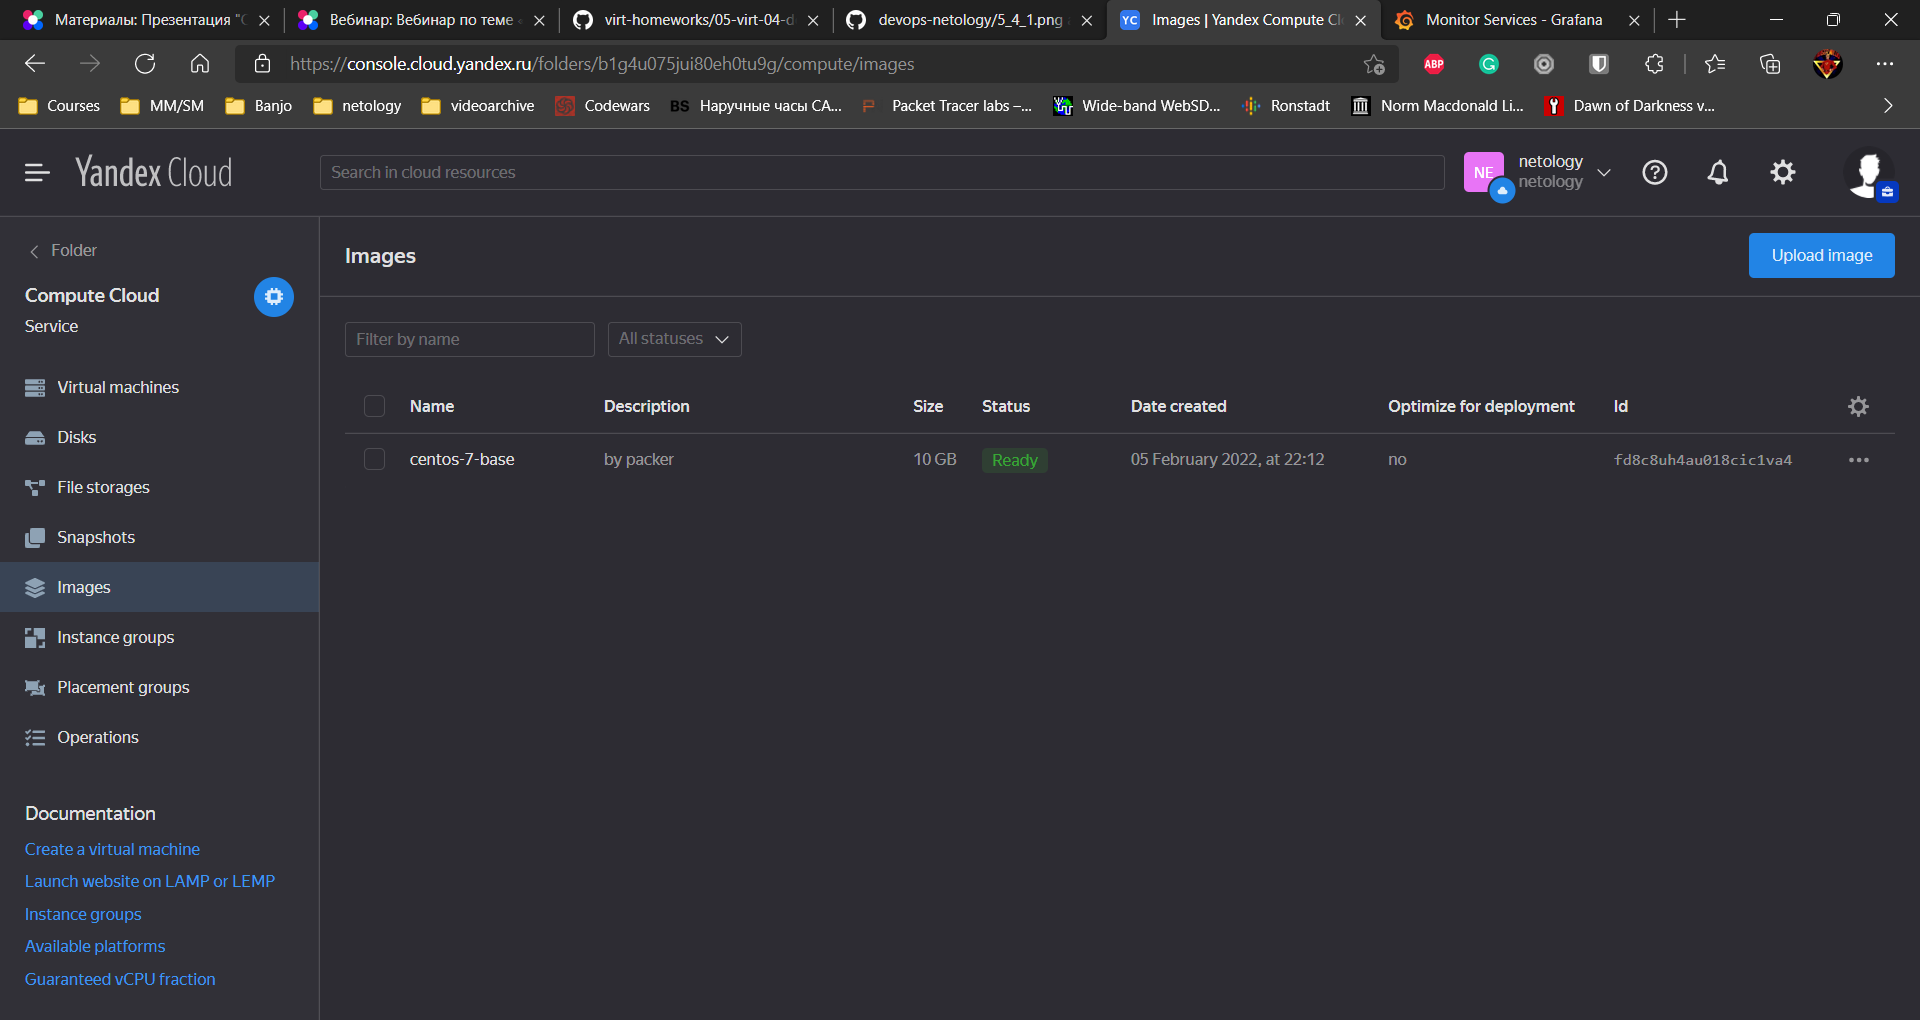 Материалы: Презентация "
Вебинар: Вебинар по теме
virt-homeworks/05-virt-04-d
devops-netology/5_4_1.png
YC Images | Yandex Compute Cl
Monitor Services - Grafana
https://console.cloud.yandex.ru/folders/b1g4u075jui80eh0tu9g/compute/images
ABP
Courses
MM/SM
Banjo
netology
videoarchive
Codewars
BS Наручные часы CA...
Packet Tracer labs –...
Wide-band WebSD...
Ronstadt
Norm Macdonald Li...
Dawn of Darkness v...
Yandex Cloud
Search in cloud resources
NE
netology
netology
Folder
Compute Cloud
Service
Virtual machines
Disks
File storages
Snapshots
Images
Instance groups
Placement groups
Operations
Documentation
Create a virtual machine
Launch website on LAMP or LEMP
Instance groups
Available platforms
Guaranteed vCPU fraction
Images
Upload image
Filter by name
All statuses
Name Description Size Status Date created Optimize for deployment Id
centos-7-base by packer 10 GB Ready 05 February 2022, at 22:12 no fd8c8uh4au018cic1va4